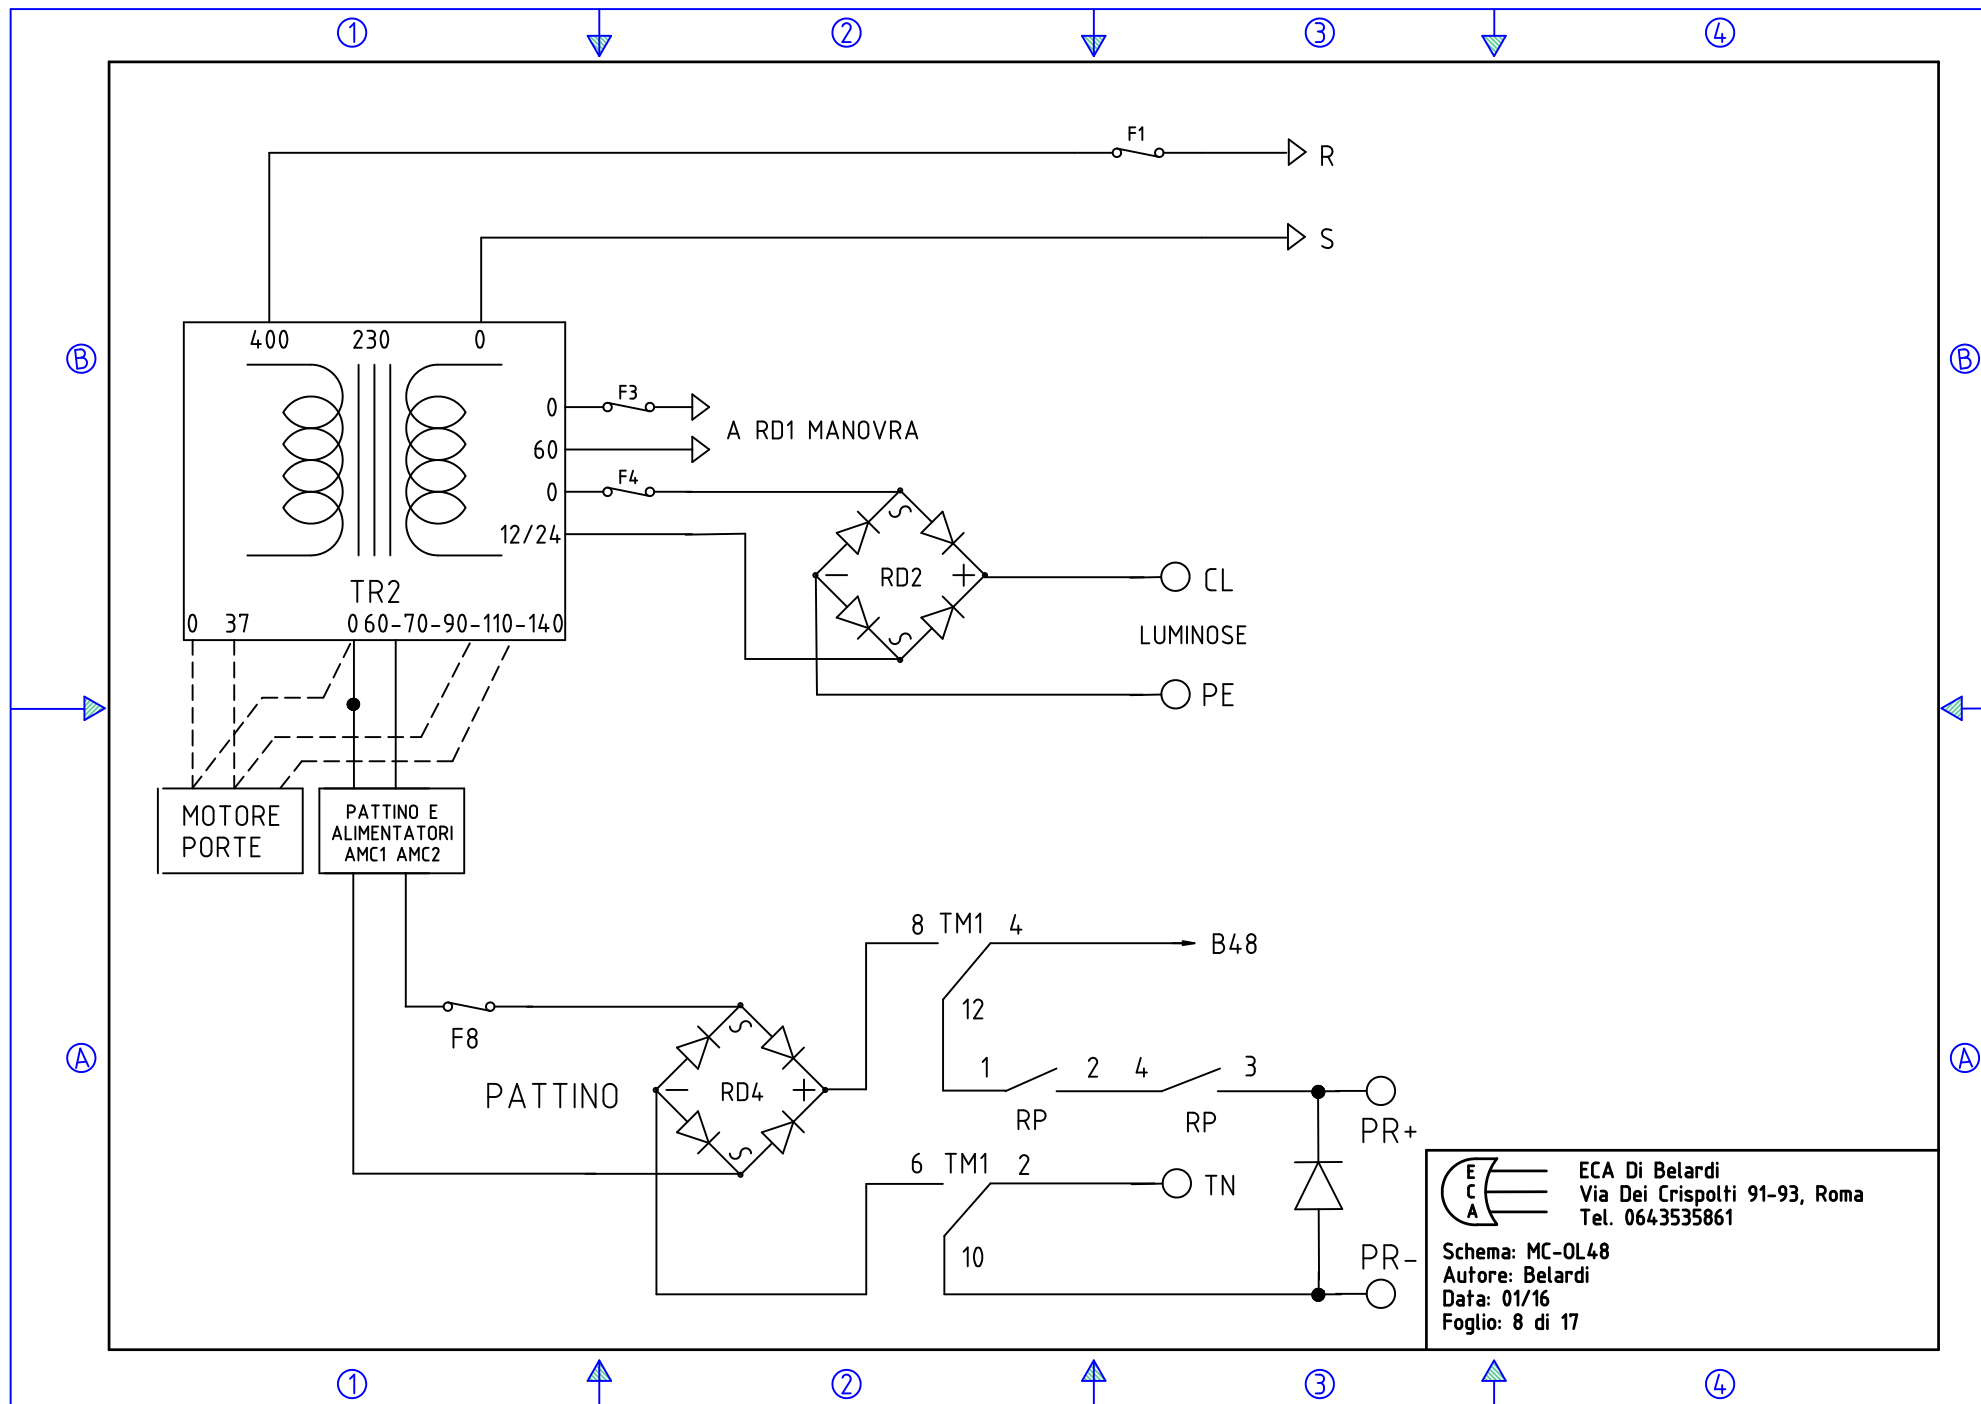 1 2 3 4
F1
R
S
B B
400 230 0
0 F3
A RD1 MANOVRA
60
0 F4
12/24
RD2
CL
TR2
LUMINOSE
0 37 0 60-70-90-110-140
PE
MOTORE
PORTE
PATTINO E
ALIMENTATORI
AMC1 AMC2
8 TM1 4
B48
12
F8
A A
1 2 4 3
PATTINO
RD4
RP RP
PR+
6 TM1 2
TN
10
PR-
E
C
A
ECA Di Belardi
Via Dei Crispolti 91-93, Roma
Tel. 0643535861
Schema: MC-OL48
Autore: Belardi
Data: 01/16
Foglio: 8 di 17
1 2 3 4